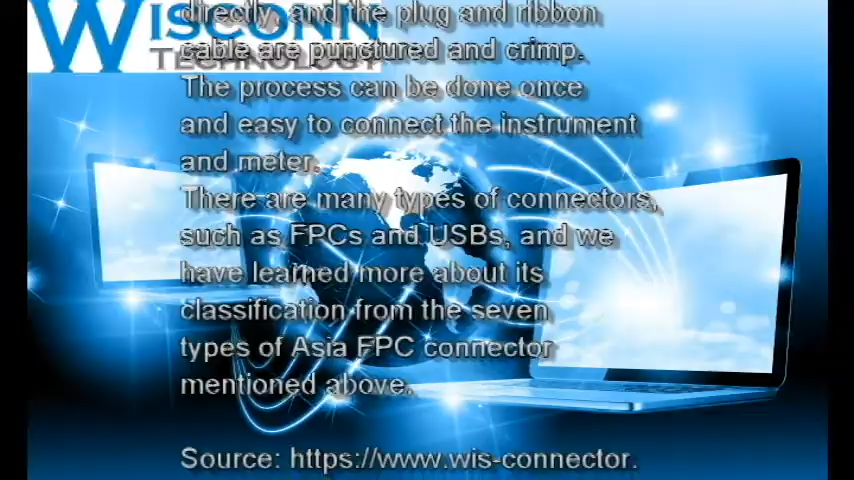 WISCONN
TECHNOLOGY
directly, and the plug and ribbon
cable are punctured and crimp.
The process can be done once
and easy to connect the instrument
and meter.
There are many types of connectors,
such as FPCs and USBs, and we
have learned more about its
classification from the seven
types of Asia FPC connector
mentioned above.
Source: https://www.wis-connector.